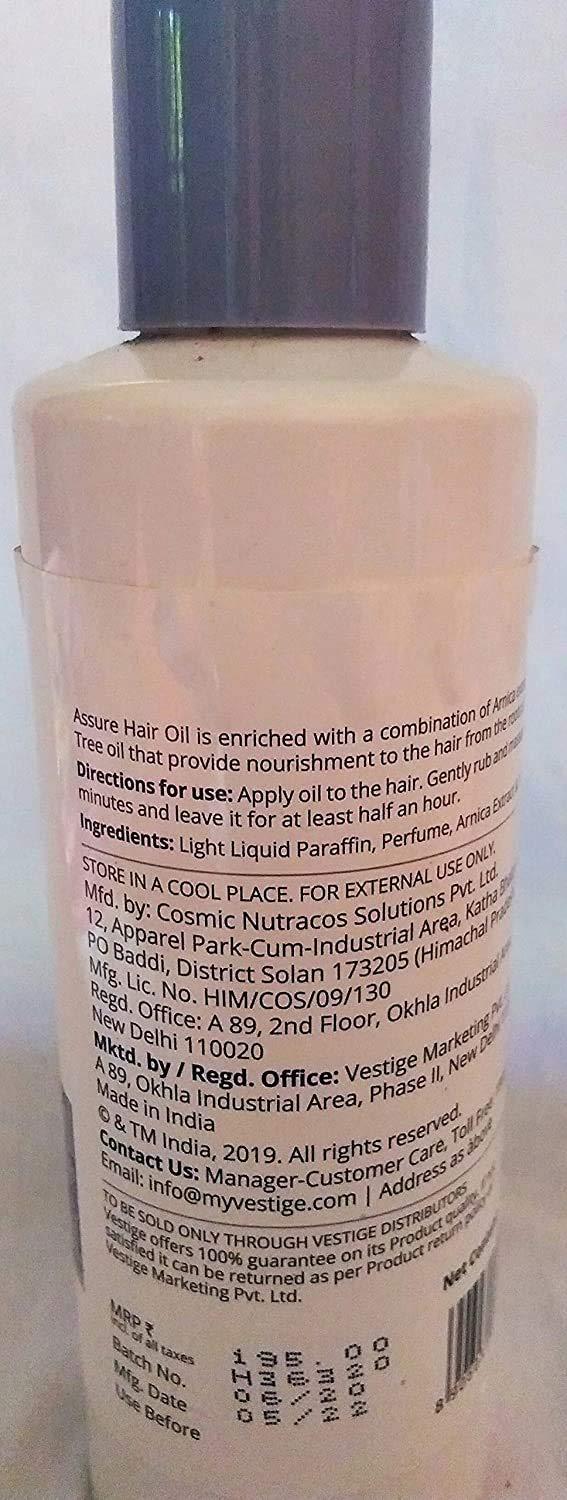 Assure Hair Oil is enriched with a combination of Arnica
Tree oil that provide nourishment to the hair from the
Directions for use: Apply oil to the hair. Gently rub and
minutes and leave it for at least half an hour.
Ingredients: Light Liquid Paraffin, Perfume, Arnica Extract
STORE IN A COOL PLACE. FOR EXTERNAL USE ONLY.
Mfd. by: Cosmic Nutracos Solutions Pvt. Ltd.
12, Apparel Park-Cum-Industrial Area, Katha
PO Baddi, District Solan 173205 (Himachal
Mfg. Lic. No. HIM/COS/09/130
Regd. Office: A 89, 2nd Floor, Okhla Industrial
New Delhi 110020
Mktd. by / Regd. Office: Vestige Marketing
A 89, Okhla Industrial Area, Phase II, New Delhi
Made in India
© & TM India, 2019. All rights reserved.
Contact Us: Manager-Customer Care, Toll Free
Email: info@myvestige.com | Address as above
TO BE SOLD ONLY THROUGH VESTIGE DISTRIBUTORS
Vestige offers 100% guarantee on its Product quality,
satisfied it can be returned as per Product return policy
Vestige Marketing Pvt. Ltd.
Net
MRP ₹ 195.00
incl. of all taxes
Batch No.
Mfg. Date 06/20
Use Before 05/22